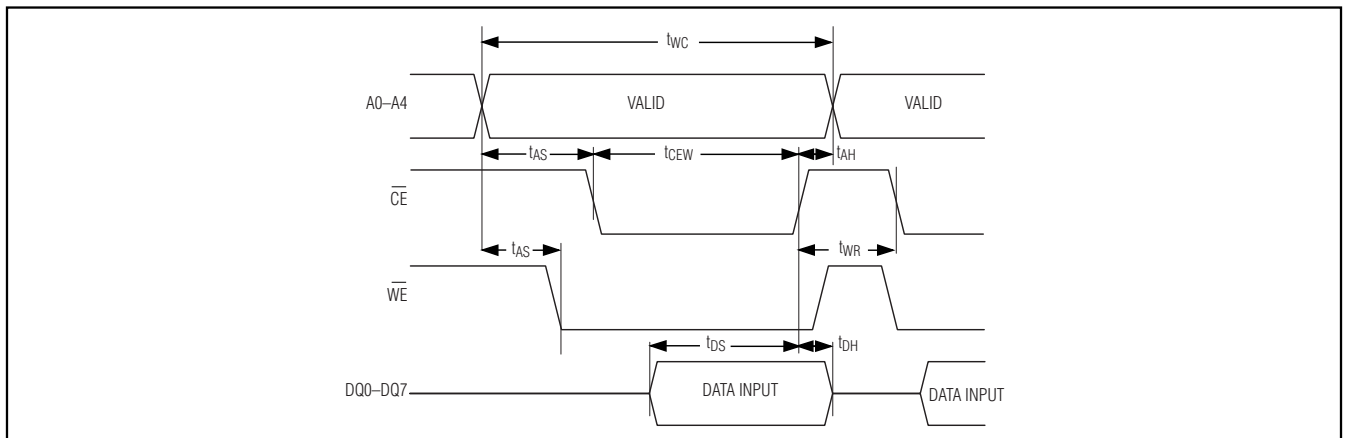 tWC
A0–A4
VALID
VALID
tAS
tCEW
tAH
CE
tAS
tWR
WE
tDS
tDH
DQ0–DQ7
DATA INPUT
DATA INPUT